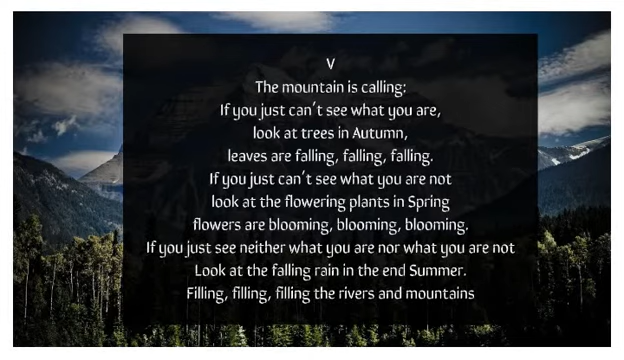 V
The mountain is calling;
If you just can't see what you are,
look at trees in Autumn,
leaves are falling, falling, falling.
If you just can't see what you are not
look at the flowering plants in Spring
flowers are blooming, blooming, blooming.
If you just see neither what you are nor what you are not
Look at the falling rain in the end Summer.
Filling, filling, filling the rivers and mountains